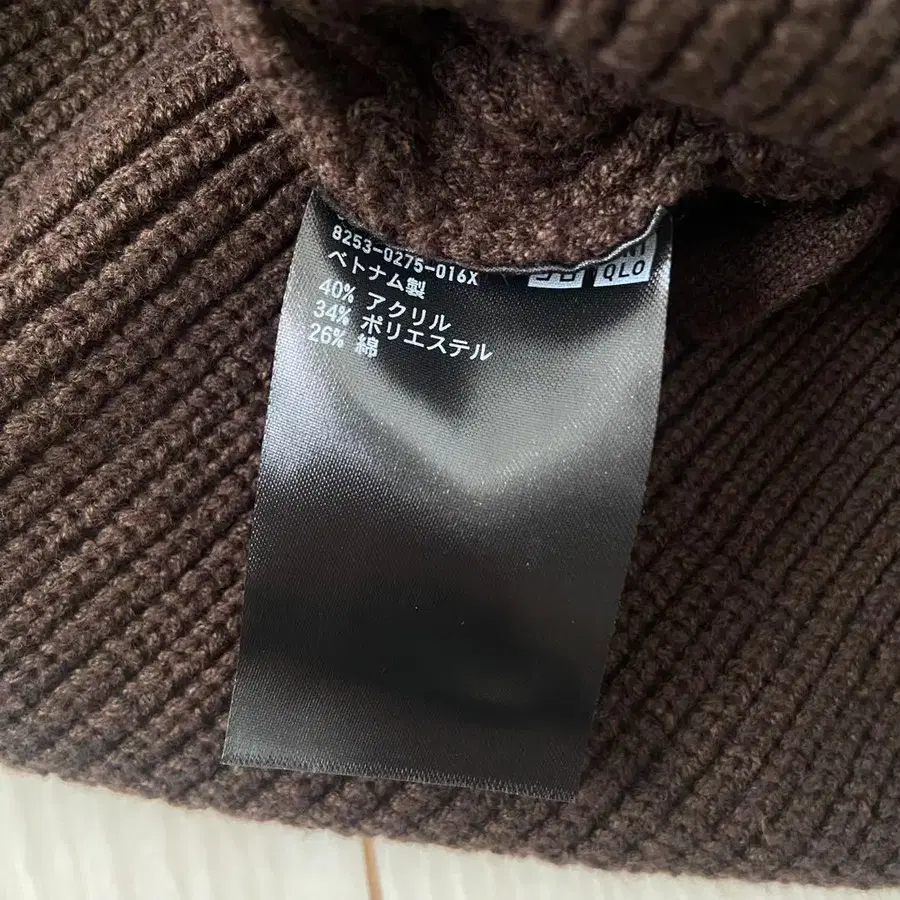 8253-0275-016X
ベトナム製
40% アクリル
34% ポリエステル
26% 綿
QLO